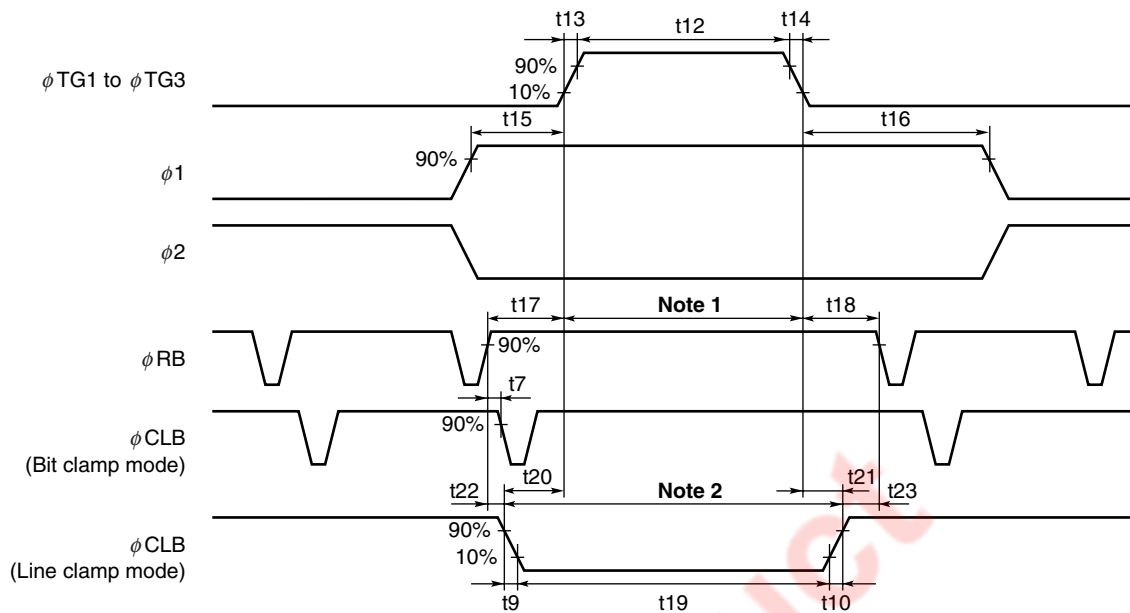 t13 t12 t14
φTG1 to φTG3
90%
10%
t15 t16
90%
φ1
φ2
t17 Note 1 t18
φRB
90%
t7
90%
φCLB
(Bit clamp mode)
t20 t21
t22 Note 2 t23
90%
φCLB
10%
(Line clamp mode)
t9 t19 t10